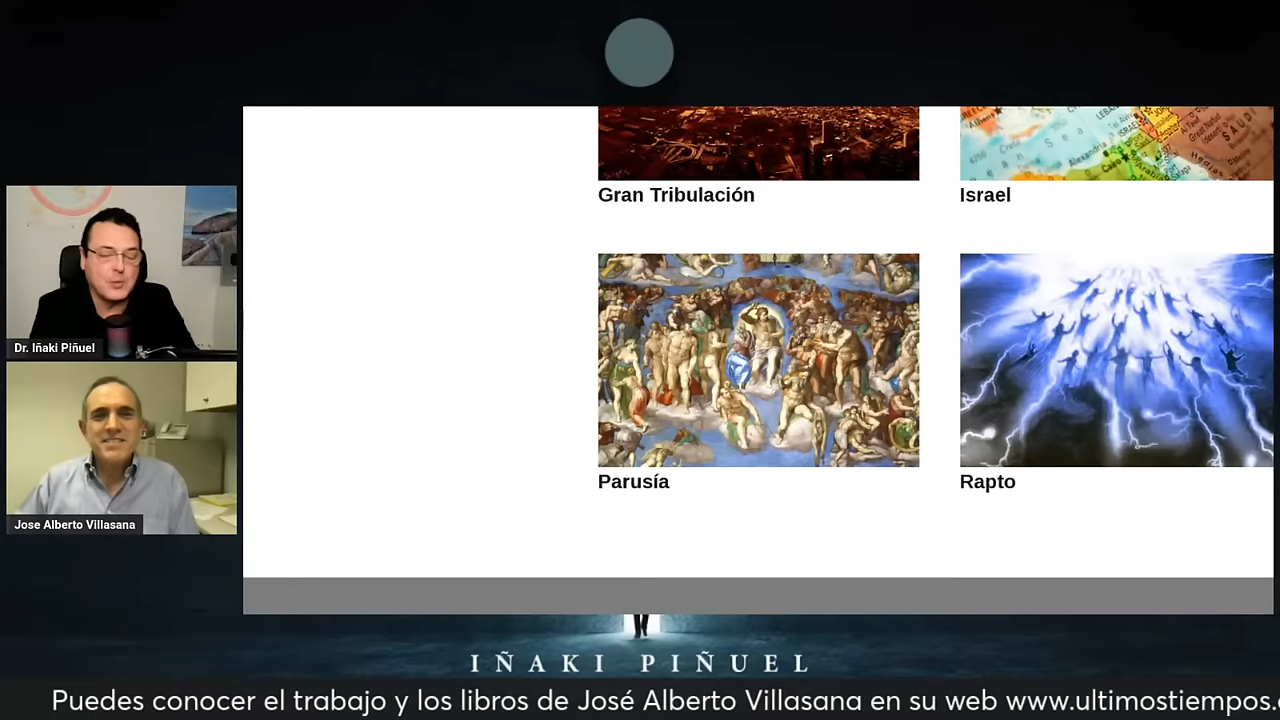 Gran Tribulación
Israel
Parusía
Rapto
Dr. Iñaki Piñuel
Jose Alberto Villasana
IÑAKI PIÑUEL
Puedes conocer el trabajo y los libros de José Alberto Villasana en su web www.ultimostiempos.